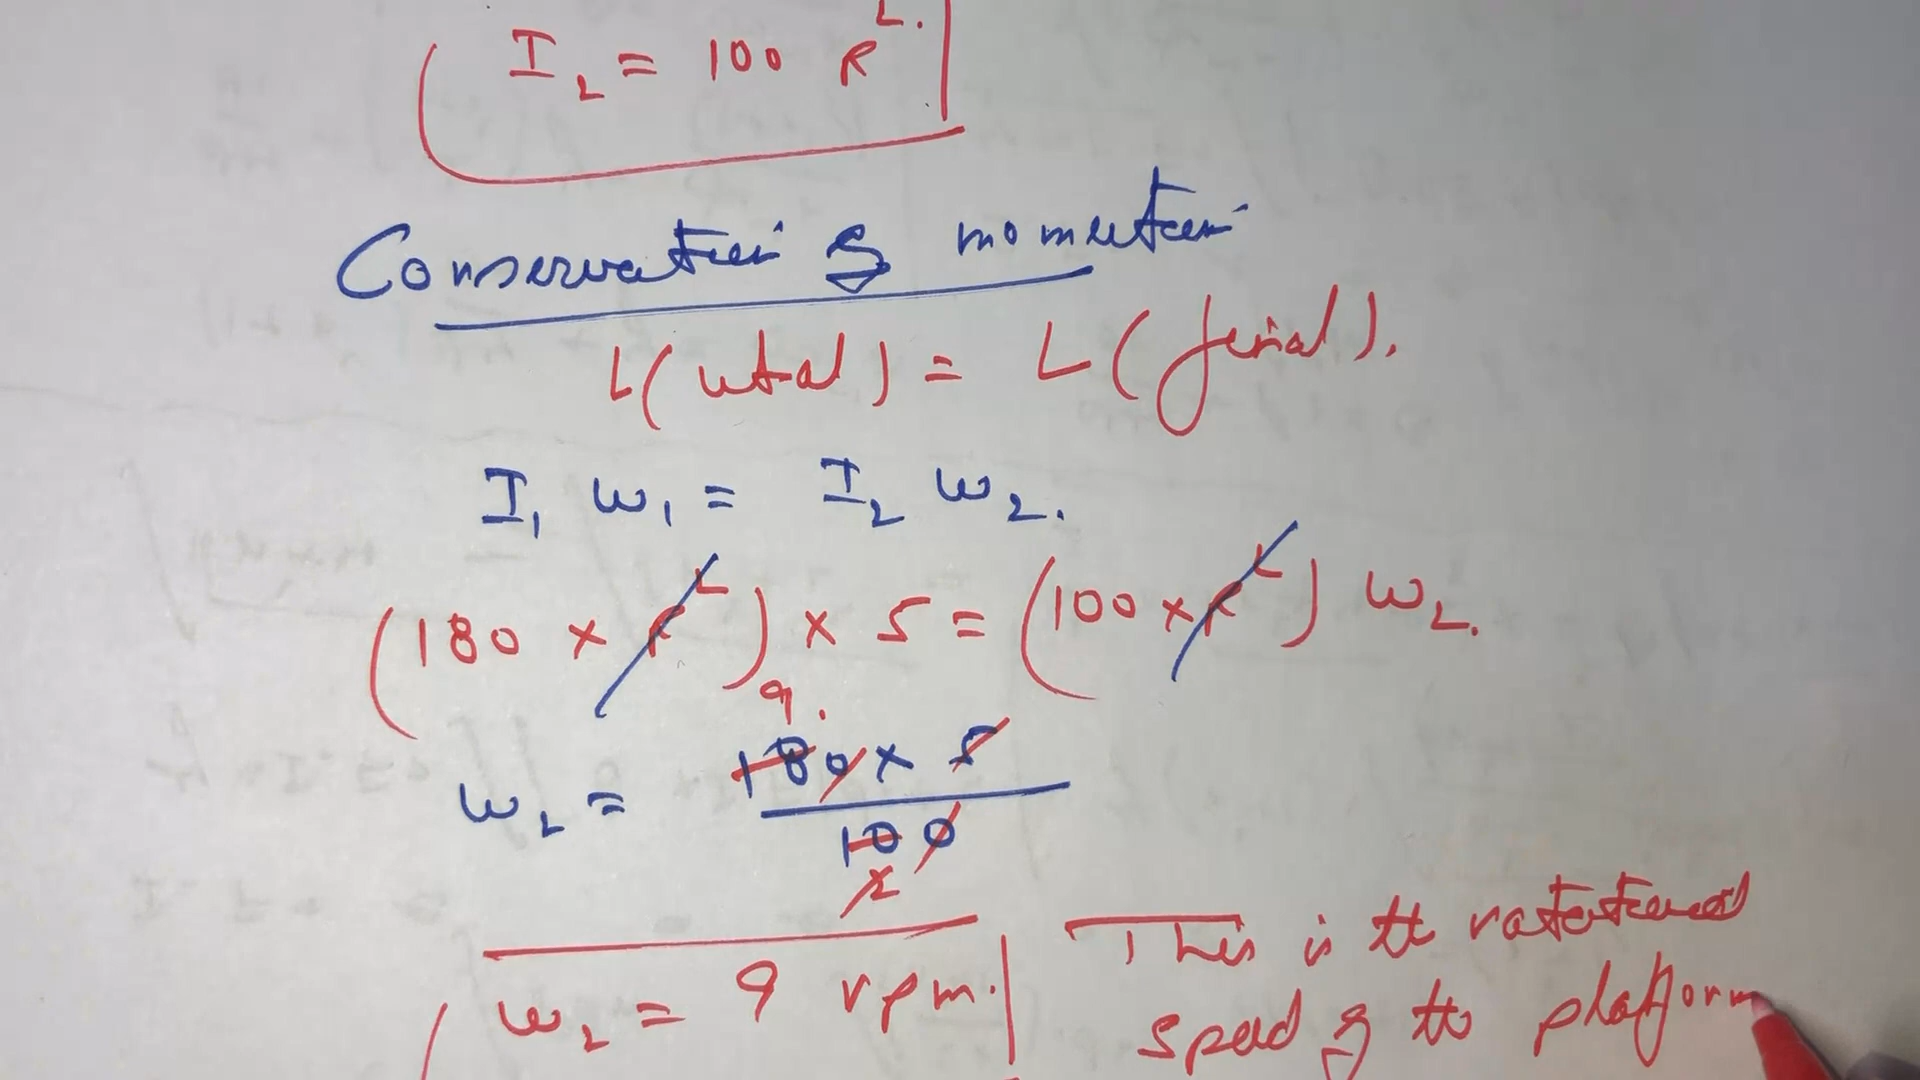 I₂ = 100 R².
Conservation of momentum
L(intial) = L(final).
I₁ ω₁ = I₂ ω₂.
(180 × r²) × 5 = (100 × r²) ω₂.
9.
ω₂ = 180 × 5
100
2
ω₂ = 9 rpm.
This is the rotational
speed of the platform